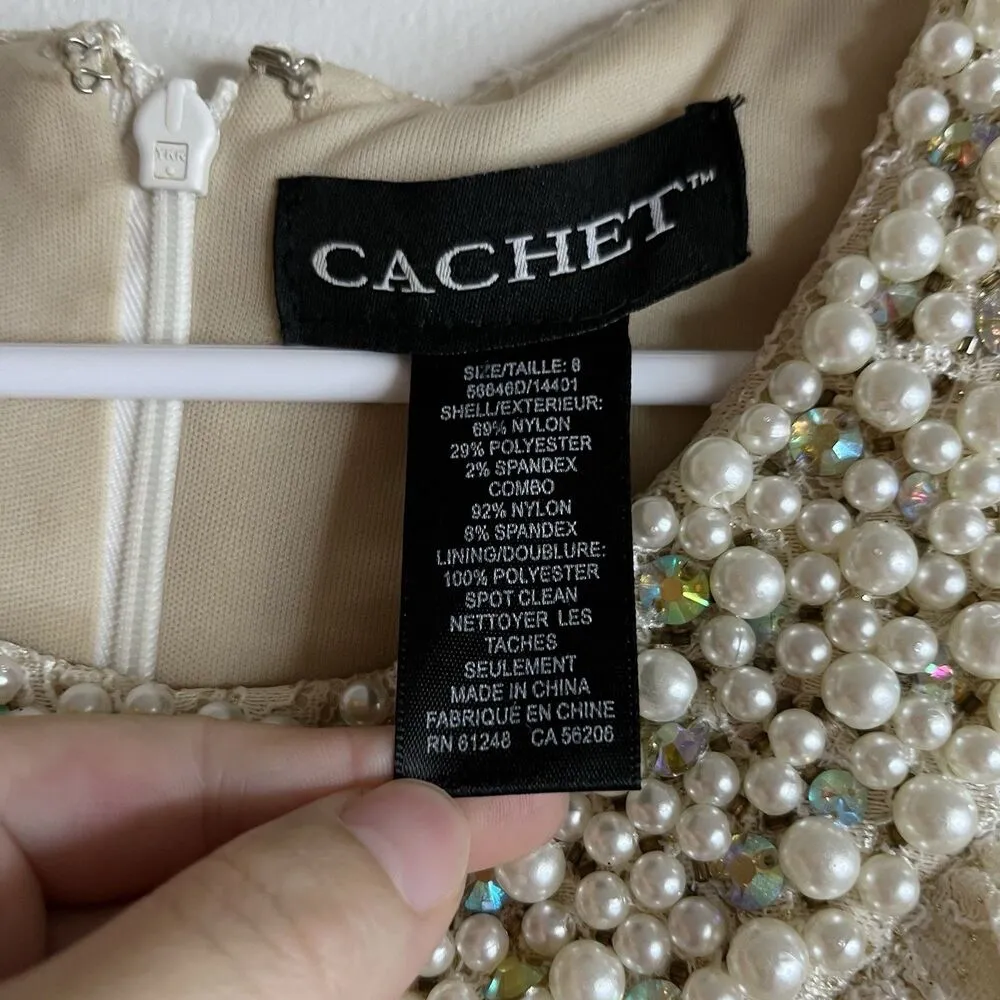 YKK
CACHET™
SIZE/TAILLE: 8
56646D/14401
SHELL/EXTERIEUR:
69% NYLON
29% POLYESTER
2% SPANDEX
COMBO
92% NYLON
8% SPANDEX
LINING/DOUBLURE:
100% POLYESTER
SPOT CLEAN
NETTOYER LES
TACHES
SEULEMENT
MADE IN CHINA
FABRIQUÉ EN CHINE
RN 61248 CA 56206